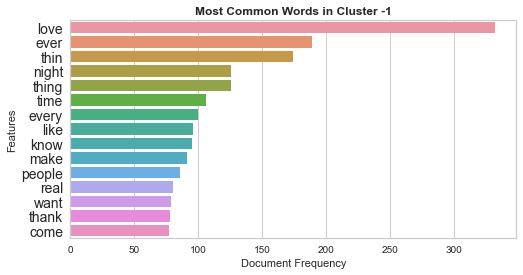 Most Common Words in Cluster -1
love
ever
thin
night
thing
time
every
like
know
make
people
real
want
thank
come
Features
0 50 100 150 200 250 300
Document Frequency